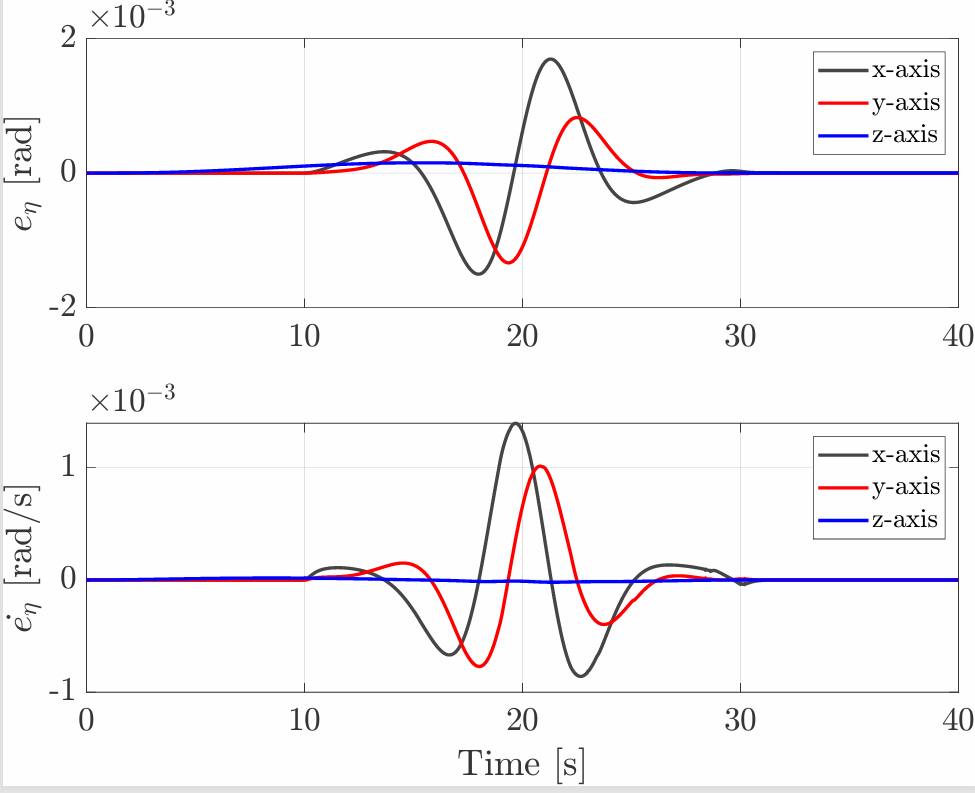 ×10⁻³
2
0
-2
e_η [rad]
x-axis
y-axis
z-axis
0 10 20 30 40
×10⁻³
1
0
-1
ė_η [rad/s]
x-axis
y-axis
z-axis
0 10 20 30 40
Time [s]